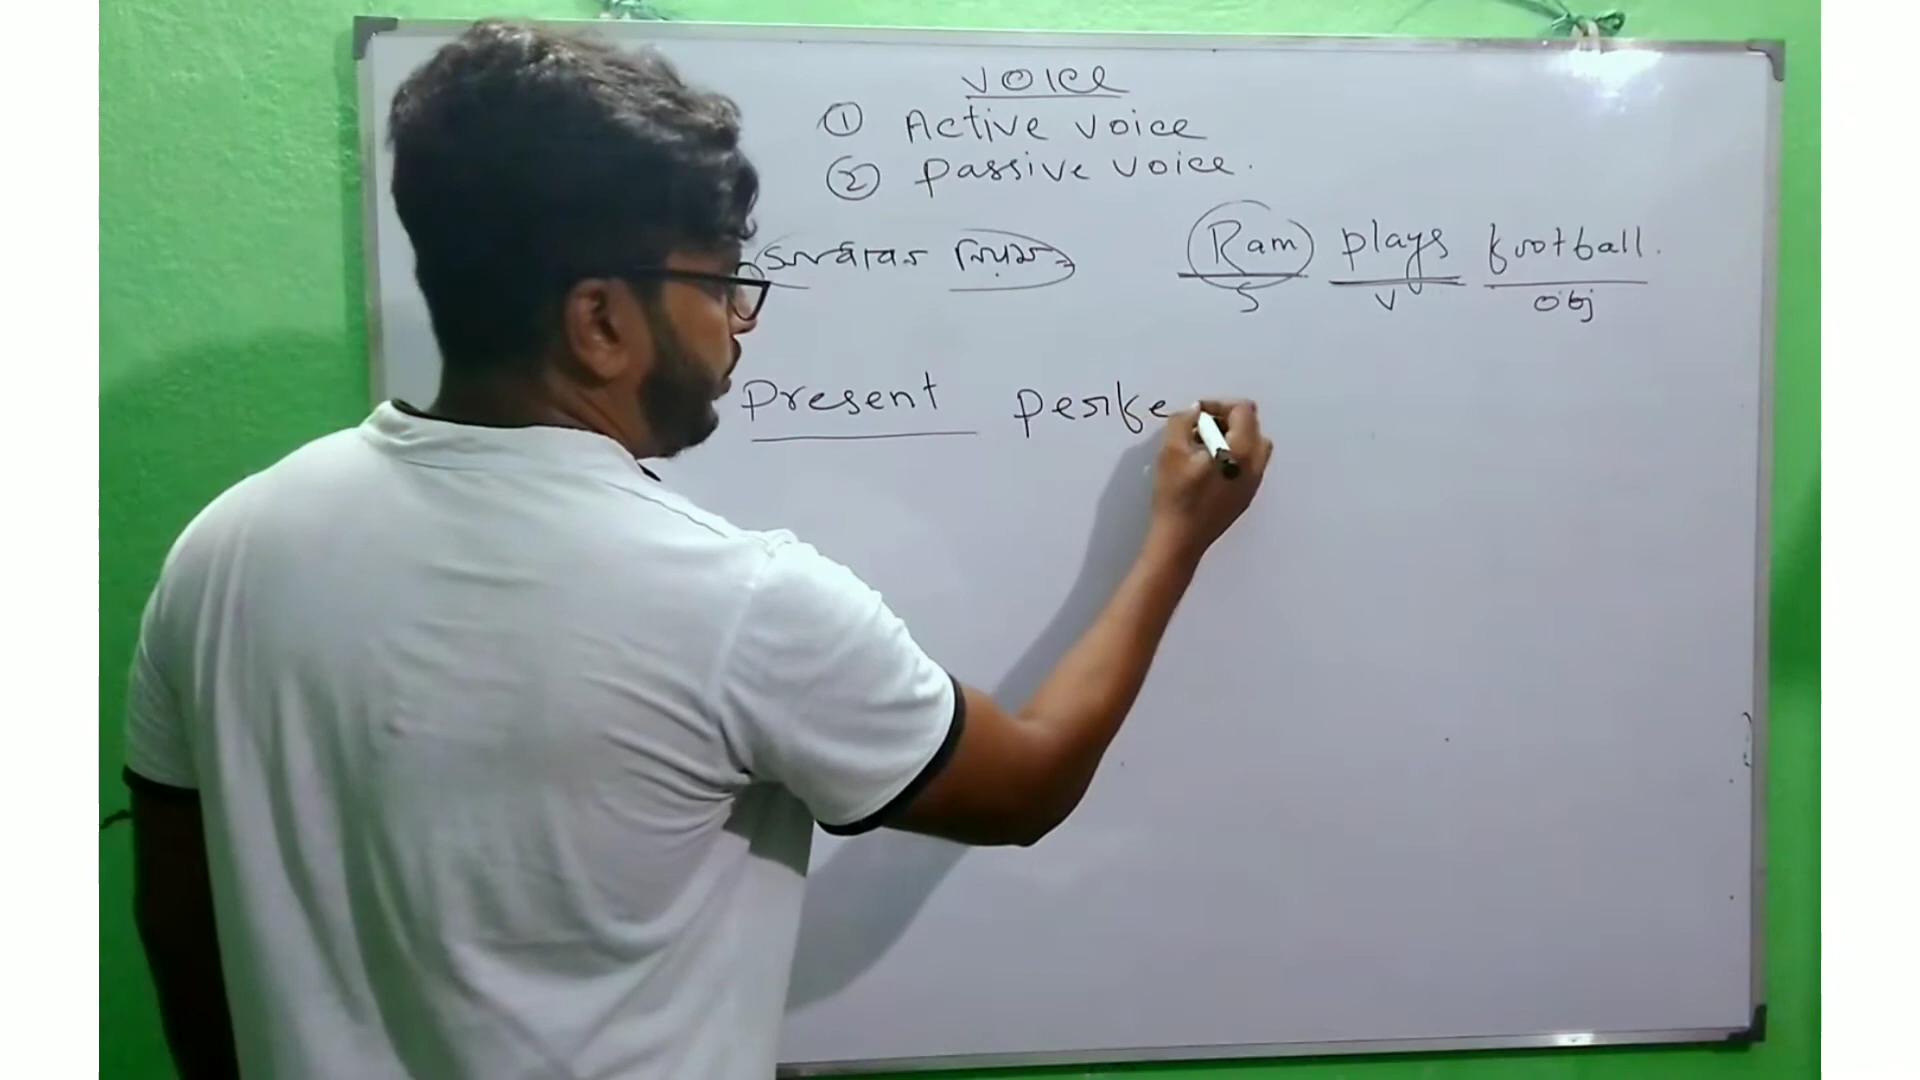 VOICE
① Active voice
② passive voice.
নিয়ম
Ram plays football.
S V obj
Present perfe